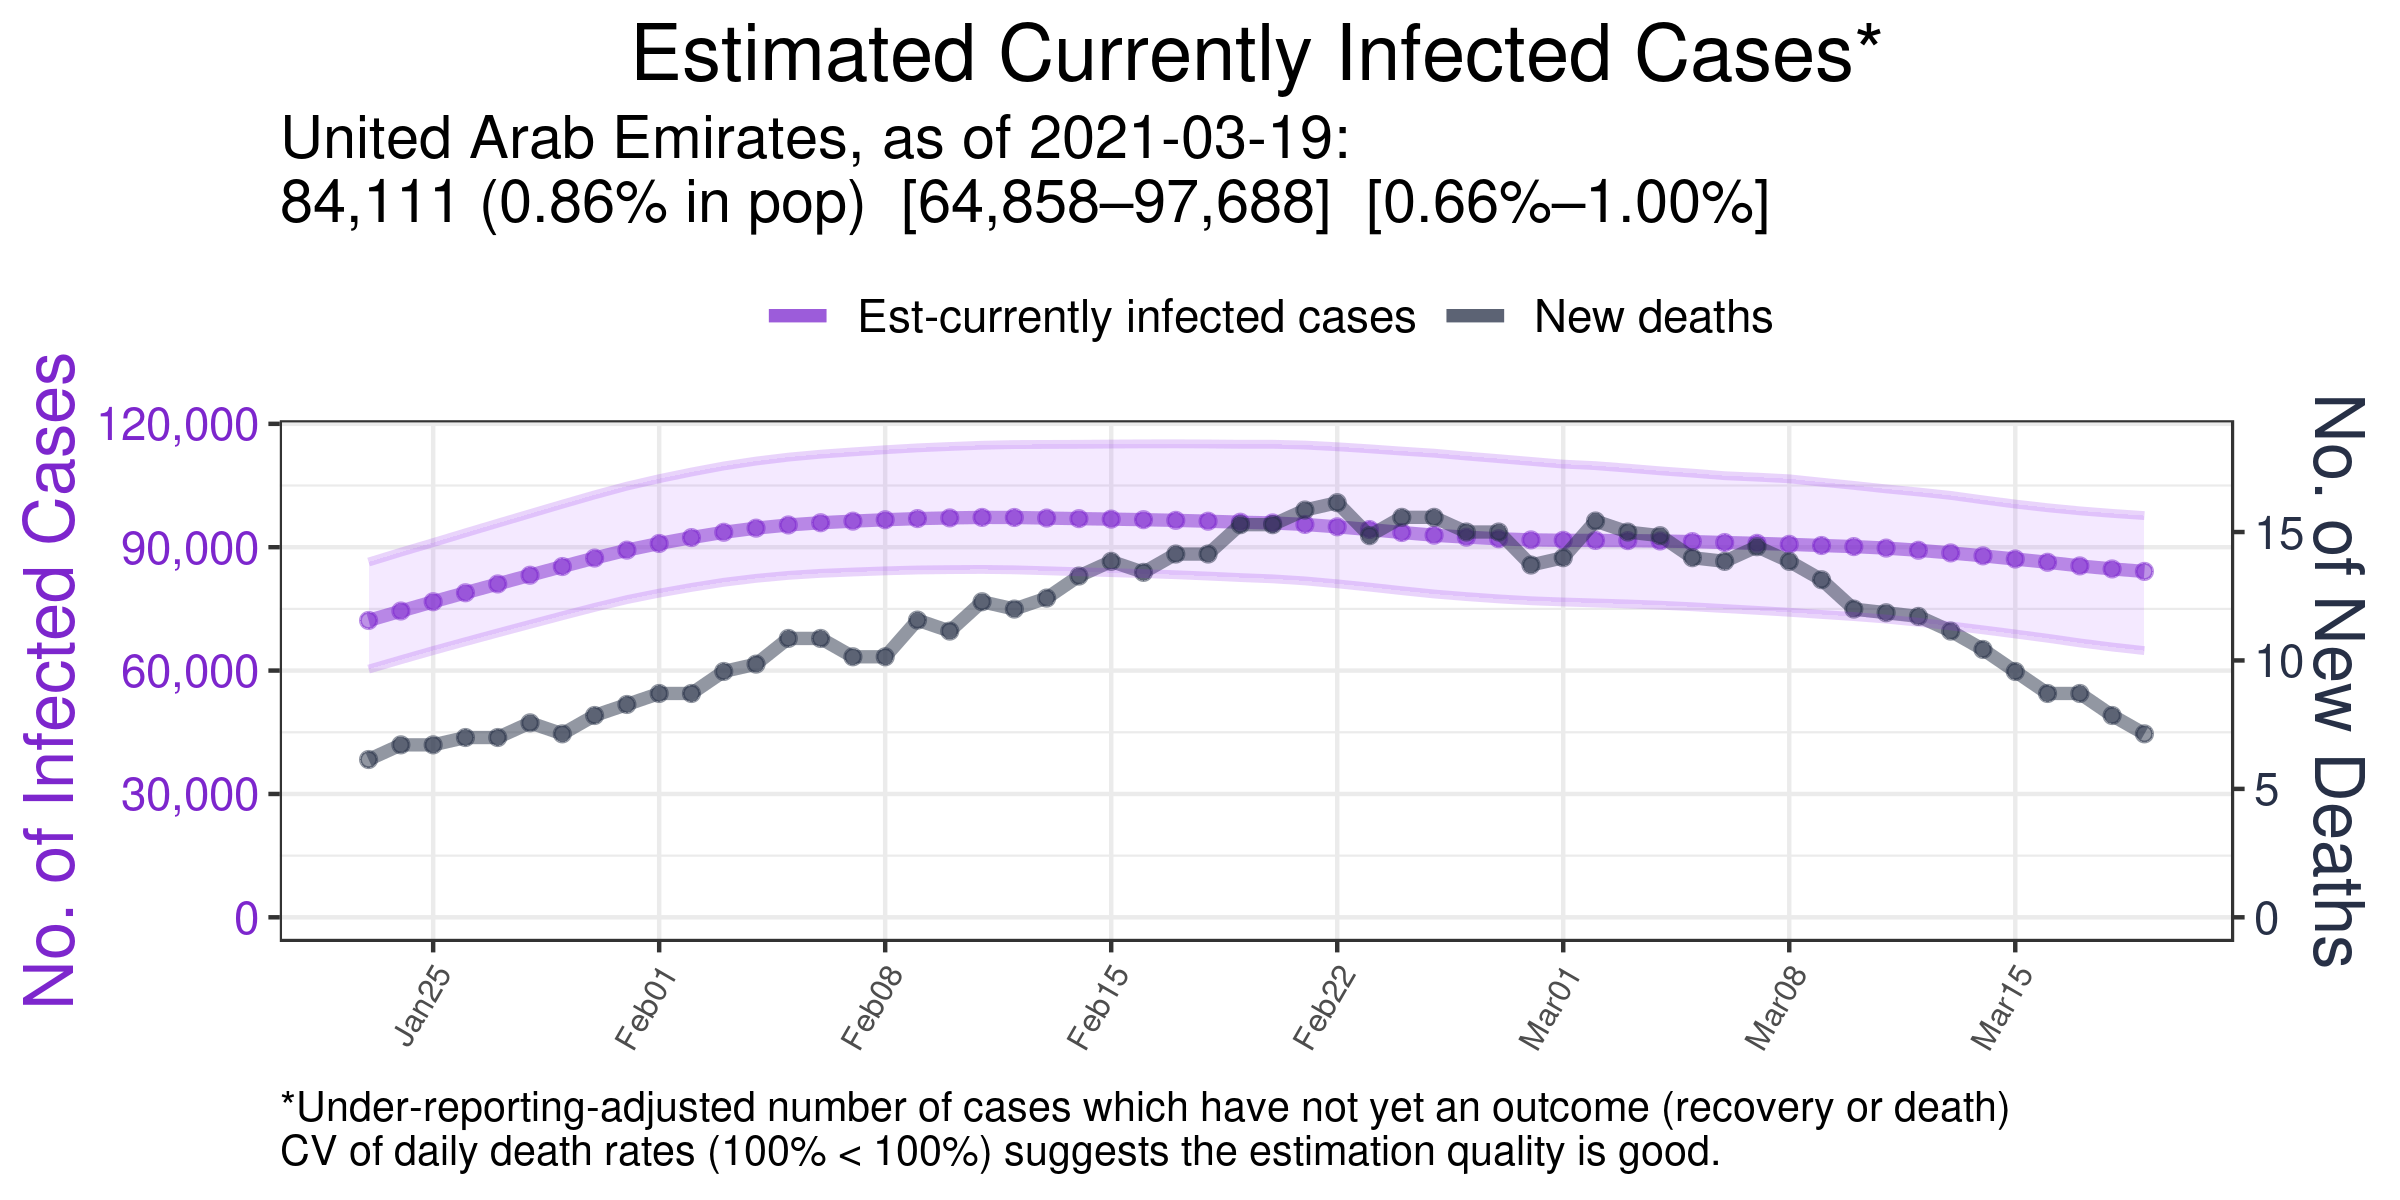 Estimated Currently Infected Cases*
United Arab Emirates, as of 2021-03-19:
84,111 (0.86% in pop) [64,858–97,688] [0.66%–1.00%]
Est-currently infected cases New deaths
No. of Infected Cases
120,000
90,000
60,000
30,000
0
15
10
5
0
No. of New Deaths
Jan25 Feb01 Feb08 Feb15 Feb22 Mar01 Mar08 Mar15
*Under-reporting-adjusted number of cases which have not yet an outcome (recovery or death)
CV of daily death rates (100% < 100%) suggests the estimation quality is good.